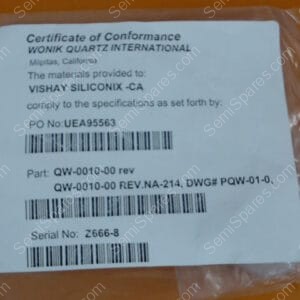 Certificate of Conformance
WONIK QUARTZ INTERNATIONAL
Milpitas, California
The materials provided to:
VISHAY SILICONIX -CA
comply to the specifications as set forth by:
PO No:UEA95563
Part: QW-0010-00 rev
QW-0010-00 REV.NA-214, DWG# PQW-01-0,
Serial No: Z666-8
SemiSpares.com